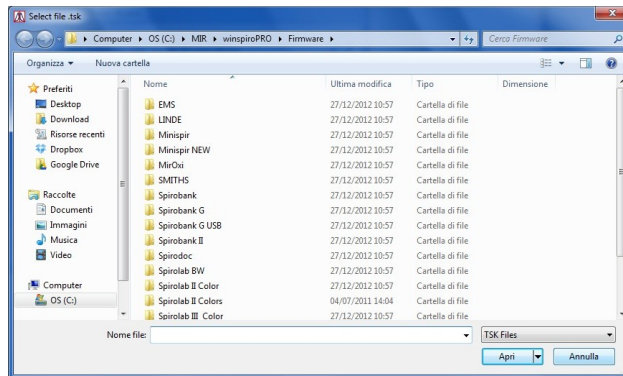 Select file .tsk
Computer ▸ OS (C:) ▸ MIR ▸ winspiroPRO ▸ Firmware ▸
Cerca Firmware
Organizza Nuova cartella
Preferiti
Desktop
Download
Risorse recenti
Dropbox
Google Drive
Raccolte
Documenti
Immagini
Musica
Video
Computer
OS (C:)
Nome Ultima modifica Tipo Dimensione
EMS 27/12/2012 10:57 Cartella di file
LINDE 27/12/2012 10:57 Cartella di file
Minispir 27/12/2012 10:57 Cartella di file
Minispir NEW 27/12/2012 10:57 Cartella di file
MirOxi 27/12/2012 10:57 Cartella di file
SMITHS 27/12/2012 10:57 Cartella di file
Spirobank 27/12/2012 10:57 Cartella di file
Spirobank G 27/12/2012 10:57 Cartella di file
Spirobank G USB 27/12/2012 10:57 Cartella di file
Spirobank II 27/12/2012 10:57 Cartella di file
Spirodoc 27/12/2012 10:57 Cartella di file
Spirolab BW 27/12/2012 10:57 Cartella di file
Spirolab II Color 27/12/2012 10:57 Cartella di file
Spirolab II Colors 04/07/2011 14:04 Cartella di file
Spirolab III Color 27/12/2012 10:57 Cartella di file
Nome file: TSK Files
Apri Annulla